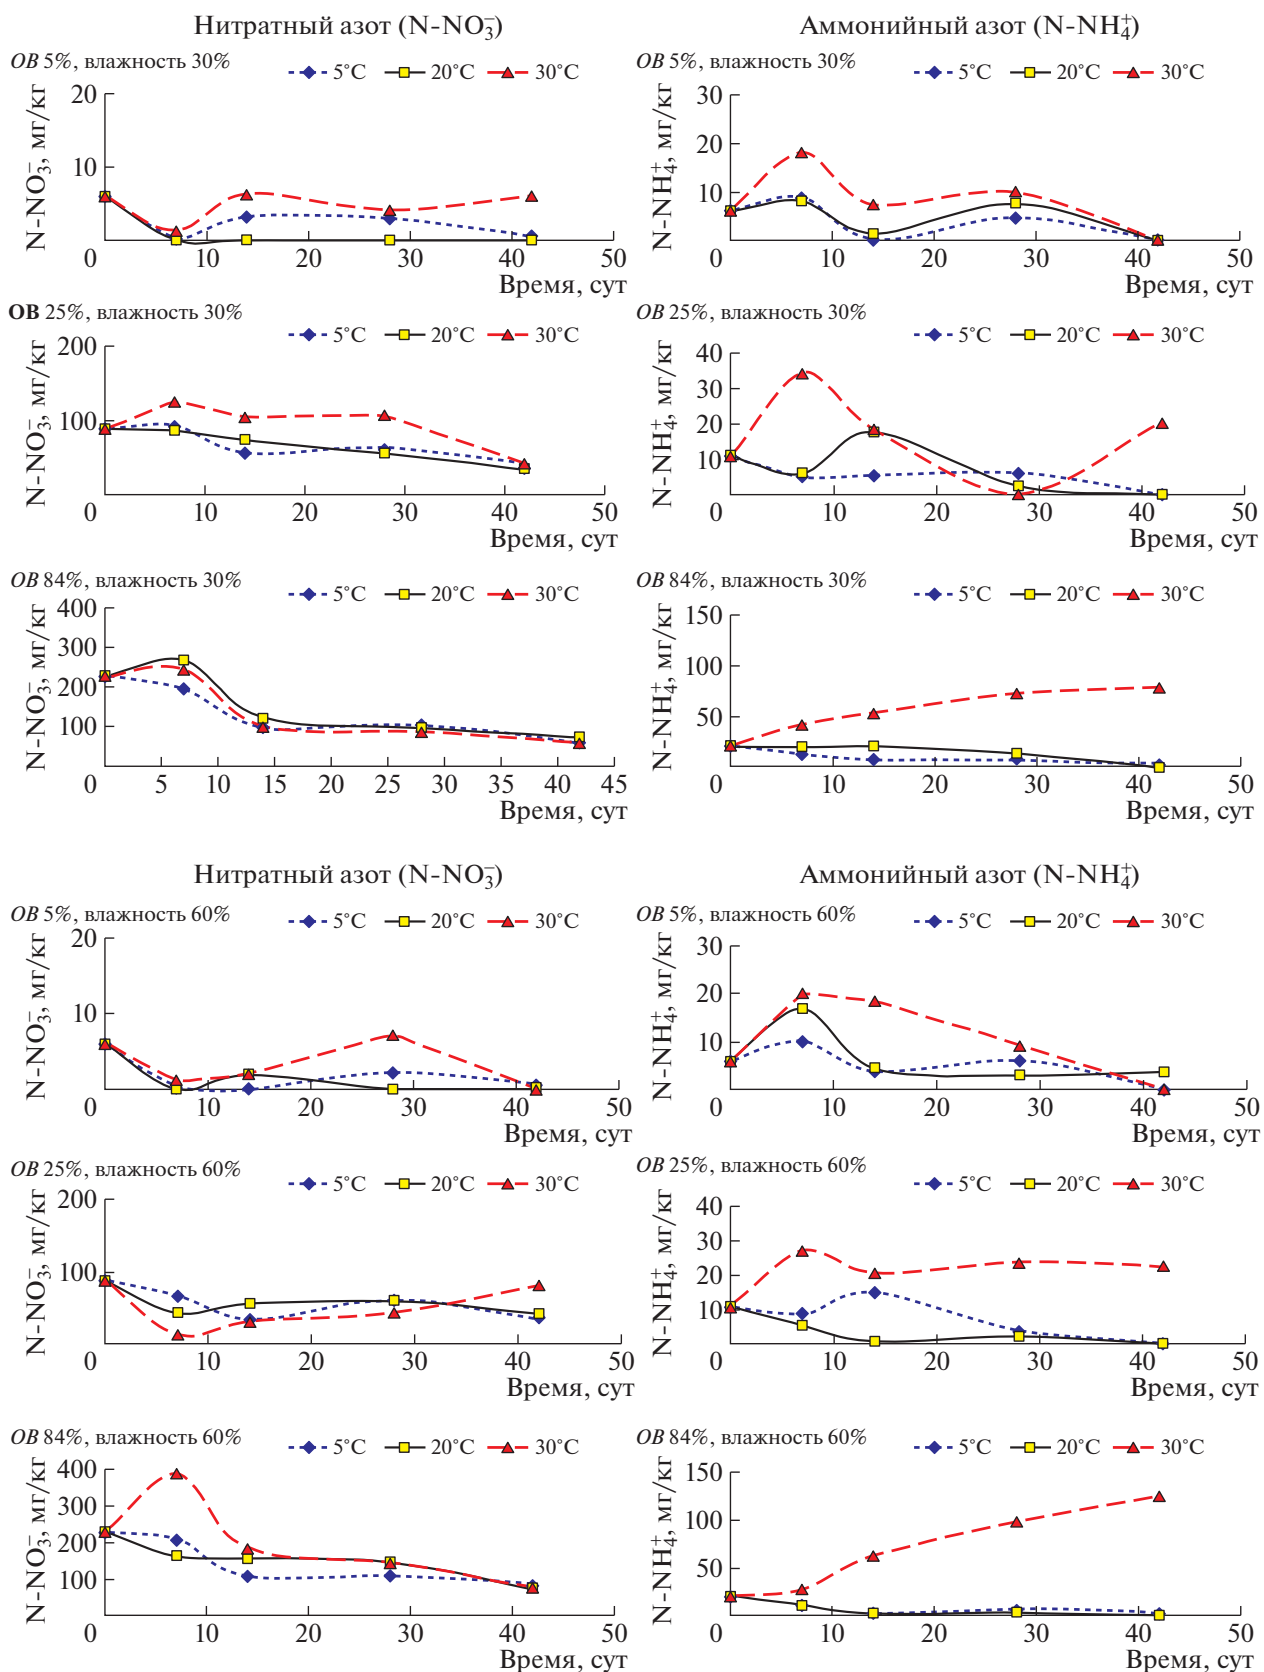 Нитратный азот (N-NO₃⁻)
Аммонийный азот (N-NH₄⁺)
ОВ 5%, влажность 30%
5°C 20°C 30°C
N-NO₃⁻, мг/кг
20
10
0 10 20 30 40 50
Время, сут
ОВ 5%, влажность 30%
5°C 20°C 30°C
N-NH₄⁺, мг/кг
30
20
10
0 10 20 30 40 50
Время, сут
ОВ 25%, влажность 30%
5°C 20°C 30°C
N-NO₃⁻, мг/кг
200
100
0 10 20 30 40 50
Время, сут
ОВ 25%, влажность 30%
5°C 20°C 30°C
N-NH₄⁺, мг/кг
40
30
20
10
0 10 20 30 40 50
Время, сут
ОВ 84%, влажность 30%
5°C 20°C 30°C
N-NO₃⁻, мг/кг
400
300
200
100
0 5 10 15 20 25 30 35 40 45
Время, сут
ОВ 84%, влажность 30%
5°C 20°C 30°C
N-NH₄⁺, мг/кг
150
100
50
0 10 20 30 40 50
Время, сут
Нитратный азот (N-NO₃⁻)
Аммонийный азот (N-NH₄⁺)
ОВ 5%, влажность 60%
5°C 20°C 30°C
N-NO₃⁻, мг/кг
20
10
0 10 20 30 40 50
Время, сут
ОВ 5%, влажность 60%
5°C 20°C 30°C
N-NH₄⁺, мг/кг
30
20
10
0 10 20 30 40 50
Время, сут
ОВ 25%, влажность 60%
5°C 20°C 30°C
N-NO₃⁻, мг/кг
200
100
0 10 20 30 40 50
Время, сут
ОВ 25%, влажность 60%
5°C 20°C 30°C
N-NH₄⁺, мг/кг
40
30
20
10
0 10 20 30 40 50
Время, сут
ОВ 84%, влажность 60%
5°C 20°C 30°C
N-NO₃⁻, мг/кг
400
300
200
100
0 10 20 30 40 50
Время, сут
ОВ 84%, влажность 60%
5°C 20°C 30°C
N-NH₄⁺, мг/кг
150
100
50
0 10 20 30 40 50
Время, сут